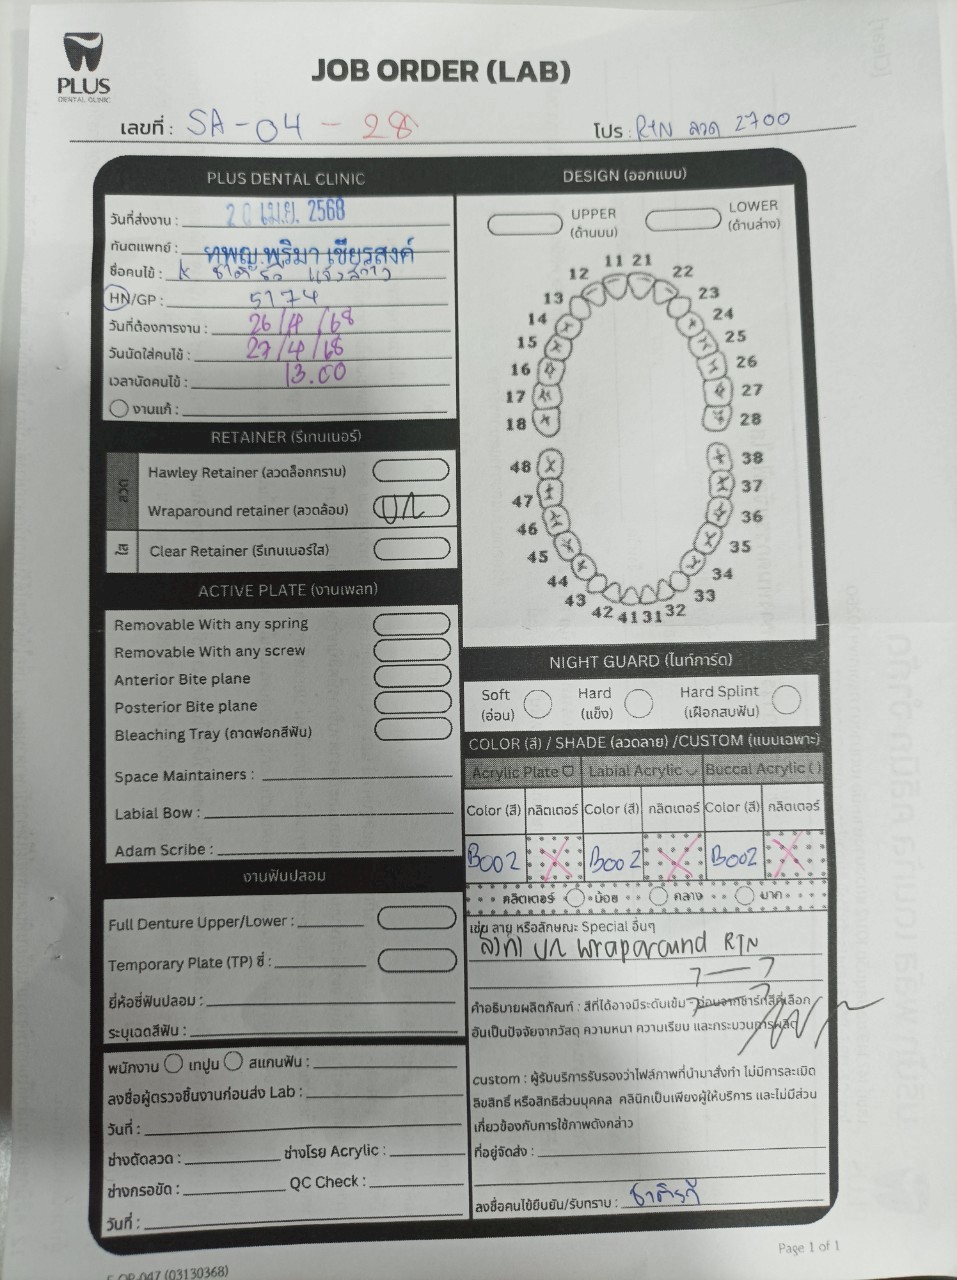 PLUS
DENTAL CLINIC
JOB ORDER (LAB)
เลขที่ : SA-04 - 28
โปร : RTN ลวด 2700
PLUS DENTAL CLINIC
วันที่ส่งงาน : 20 เม.ย. 2568
ทันตแพทย์ : ทพญ.พูริมา เชียรสงค์
ชื่อคนไข้ : K
HN/GP : 5174
วันที่ต้องการงาน : 26/4/68
วันนัดใส่คนไข้ : 27/4/68
เวลานัดคนไข้ : 13.00
งานแก้ :
RETAINER (รีเทนเนอร์)
ลวด
Hawley Retainer (ลวดล็อกกราม)
Wraparound retainer (ลวดล้อม) U/L
ใส
Clear Retainer (รีเทนเนอร์ใส)
ACTIVE PLATE (งานเพลท)
Removable With any spring
Removable With any screw
Anterior Bite plane
Posterior Bite plane
Bleaching Tray (ถาดฟอกสีฟัน)
Space Maintainers :
Labial Bow :
Adam Scribe :
งานฟันปลอม
Full Denture Upper/Lower :
Temporary Plate (TP) ซี่ :
ยี่ห้อซี่ฟันปลอม :
ระบุเฉดสีฟัน :
พนักงาน เทปูน สแกนฟัน :
ลงชื่อผู้ตรวจชิ้นงานก่อนส่ง Lab :
วันที่ :
ช่างดัดลวด : ช่างโรย Acrylic :
ช่างกรอขัด : QC Check :
วันที่ :
DESIGN (ออกแบบ)
UPPER (ด้านบน)
LOWER (ด้านล่าง)
11 21
12 22
13 23
14 24
15 25
16 26
17 27
18 28
48 38
47 37
46 36
45 35
44 34
43 33
42 41 31 32
NIGHT GUARD (ไนท์การ์ด)
Soft (อ่อน)
Hard (แข็ง)
Hard Splint (เฝือกสบฟัน)
COLOR (สี) / SHADE (ลวดลาย) /CUSTOM (แบบเฉพาะ)
Acrylic Plate Labial Acrylic Buccal Acrylic ( )
Color (สี) กลิตเตอร์ Color (สี) กลิตเตอร์ Color (สี) กลิตเตอร์
B002 X B002 X B002 X
กลิตเตอร์ น้อย กลาง มาก
เช่น ลาย หรือลักษณะ Special อื่นๆ
U/L wraparound RTN
7—7
คำอธิบายผลิตภัณฑ์ : สีที่ได้อาจมีระดับเข้ม - อ่อนจากชาร์ทสีที่เลือก
อันเป็นปัจจัยจากวัสดุ ความหนา ความเรียบ และกระบวนการผลิต
custom : ผู้รับบริการรับรองว่าไฟล์ภาพที่นำมาสั่งทำ ไม่มีการละเมิด
ลิขสิทธิ์ หรือสิทธิส่วนบุคคล คลินิกเป็นเพียงผู้ให้บริการ และไม่มีส่วน
เกี่ยวข้องกับการใช้ภาพดังกล่าว
ที่อยู่จัดส่ง :
ลงชื่อคนไข้ยืนยัน/รับทราบ :
Page 1 of 1
(03130368)